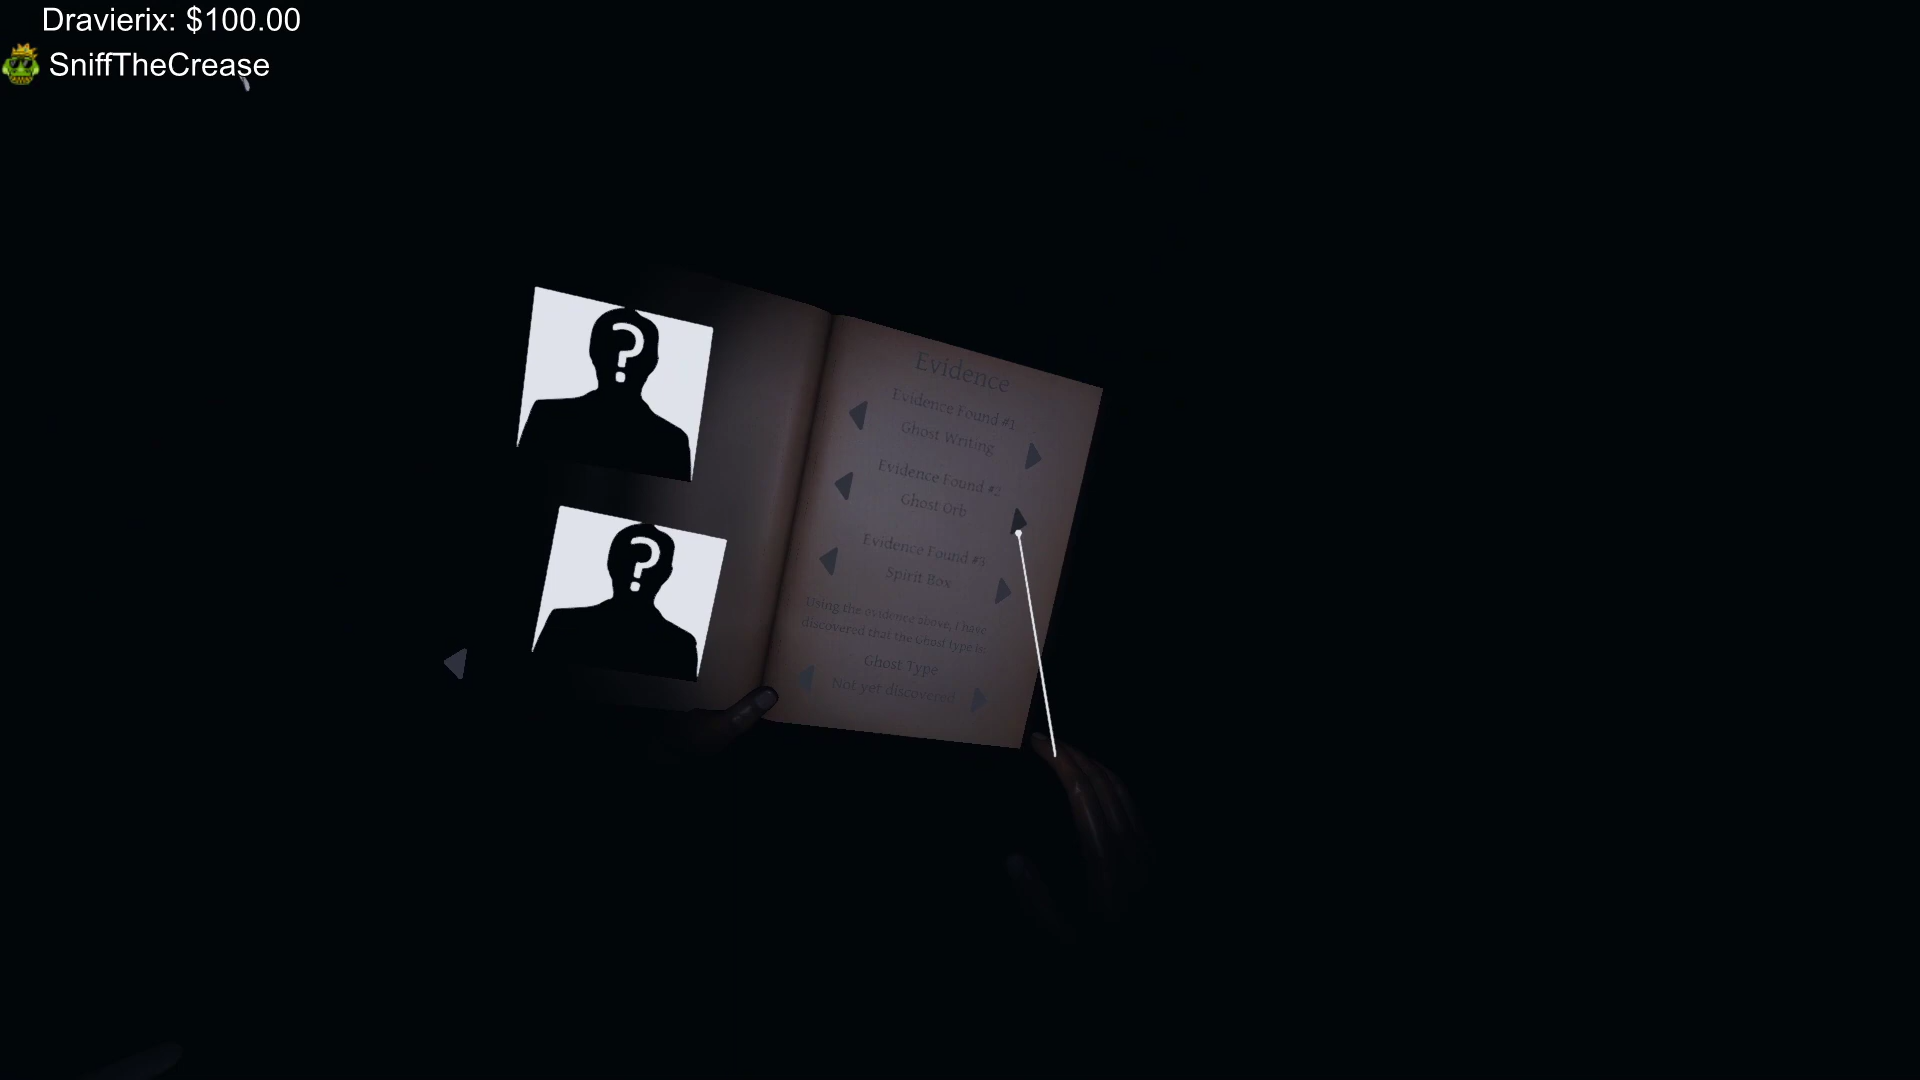 Dravierix: $100.00
SniffTheCrease
?
?
Evidence
Evidence Found #1
Ghost Writing
Evidence Found #2
Ghost Orb
Evidence Found #3
Spirit Box
Using the evidence above, I have
discovered that the Ghost type is:
Ghost Type
Not yet discovered